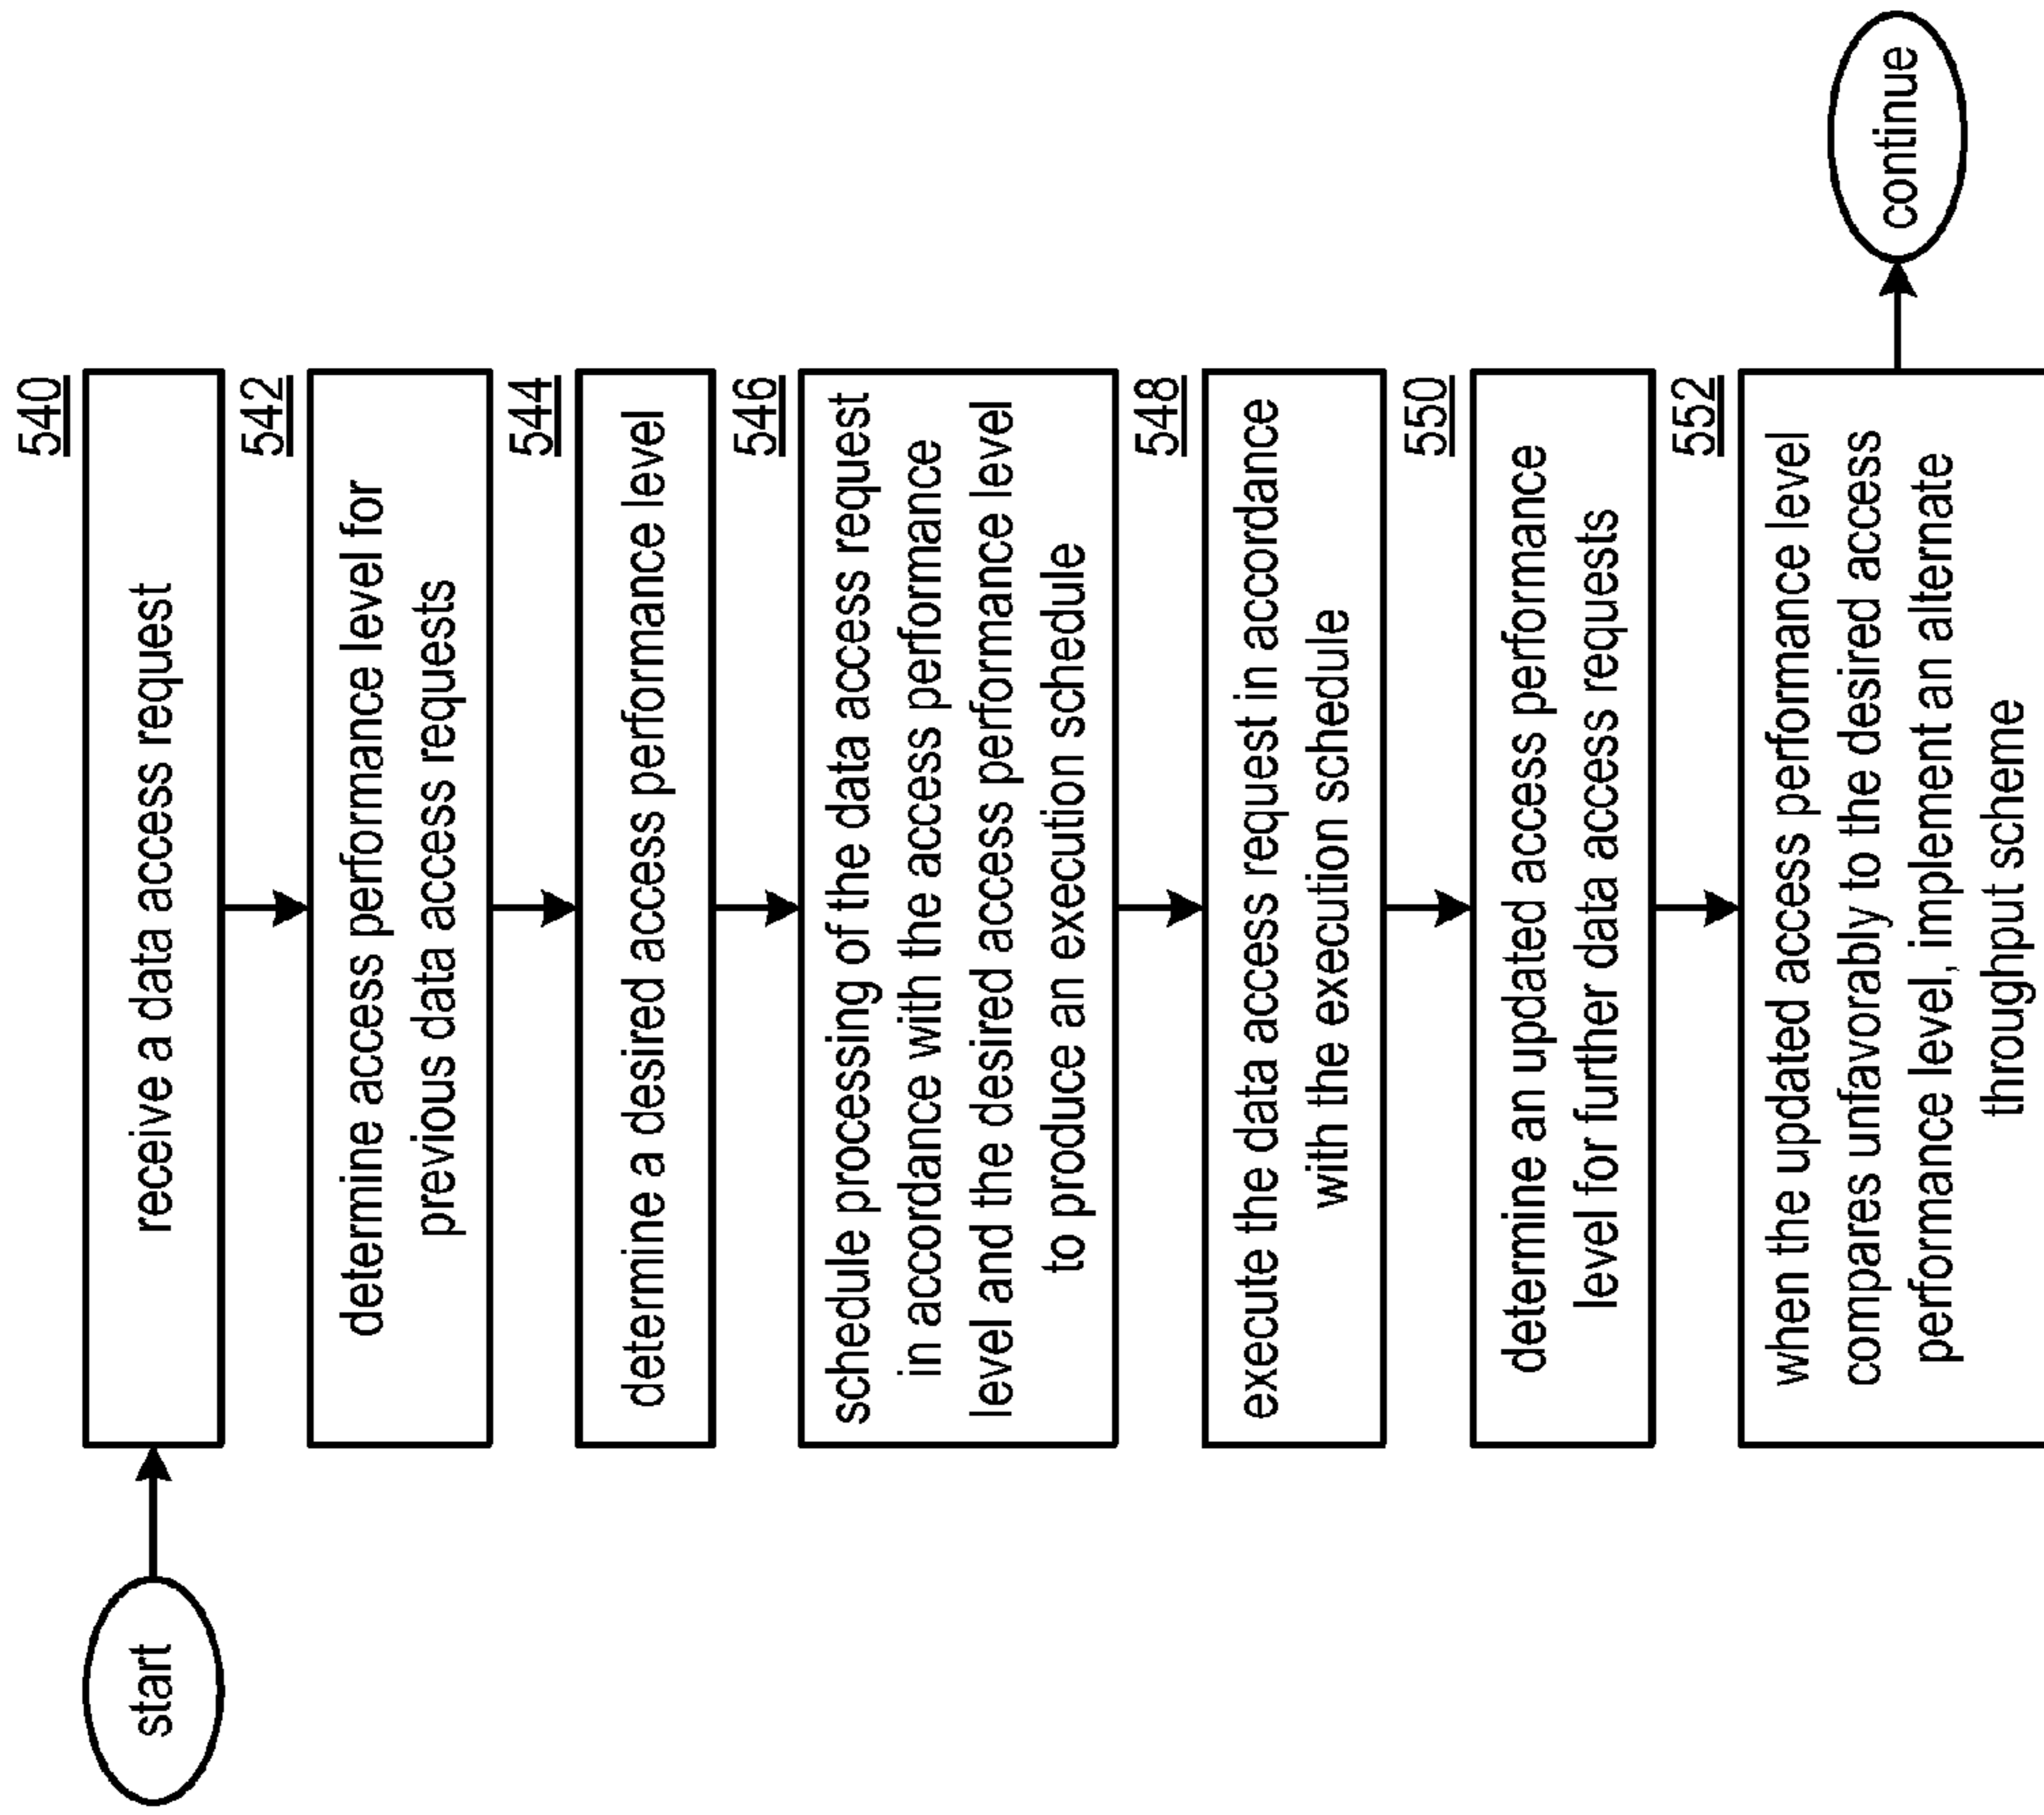 start
540
receive a data access request
542
determine access performance level for
previous data access requests
544
determine a desired access performance level
546
schedule processing of the data access request
in accordance with the access performance
level and the desired access performance level
to produce an execution schedule
548
execute the data access request in accordance
with the execution schedule
550
determine an updated access performance
level for further data access requests
552
when the updated access performance level
compares unfavorably to the desired access
performance level, implement an alternate
throughput scheme
continue